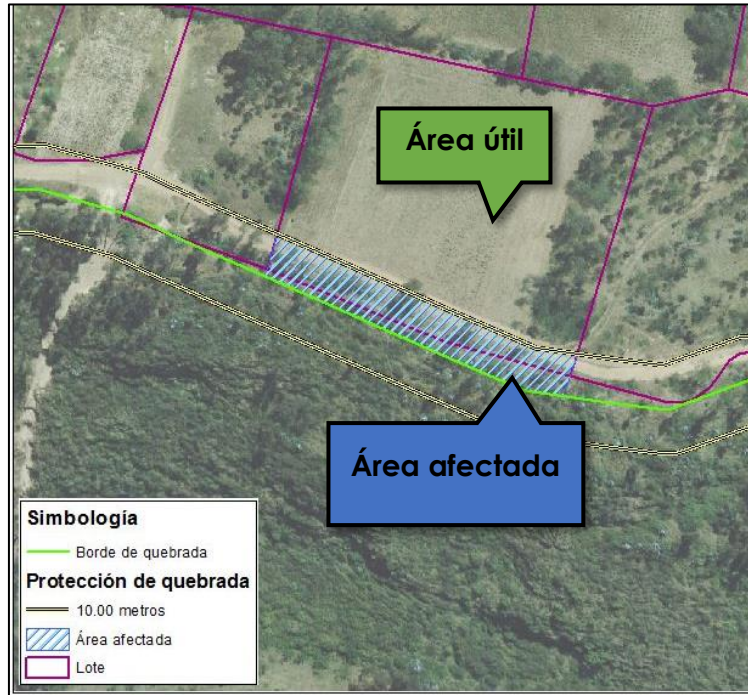 Área útil
Área afectada
Simbología
Borde de quebrada
Protección de quebrada
10.00 metros
Área afectada
Lote